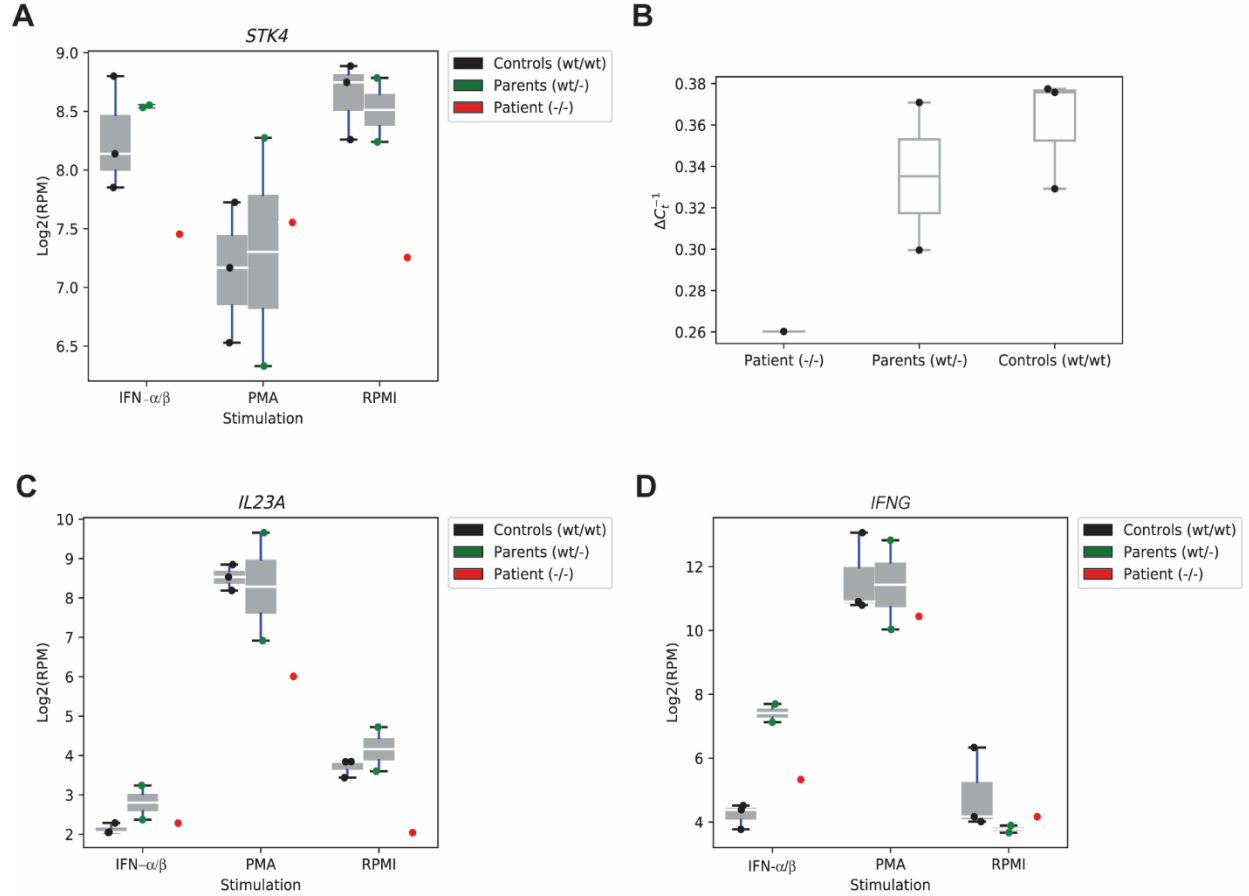 A
STK4
9.0
8.5
8.0
7.5
7.0
6.5
Log2(RPM)
IFN-α/β
PMA
RPMI
Stimulation
Controls (wt/wt)
Parents (wt/-)
Patient (-/-)
B
0.38
0.36
0.34
0.32
0.30
0.28
0.26
ΔCt⁻¹
Patient (-/-)
Parents (wt/-)
Controls (wt/wt)
C
IL23A
10
9
8
7
6
5
4
3
2
Log2(RPM)
IFN-α/β
PMA
RPMI
Stimulation
Controls (wt/wt)
Parents (wt/-)
Patient (-/-)
D
IFNG
12
10
8
6
4
Log2(RPM)
IFN-α/β
PMA
RPMI
Stimulation
Controls (wt/wt)
Parents (wt/-)
Patient (-/-)